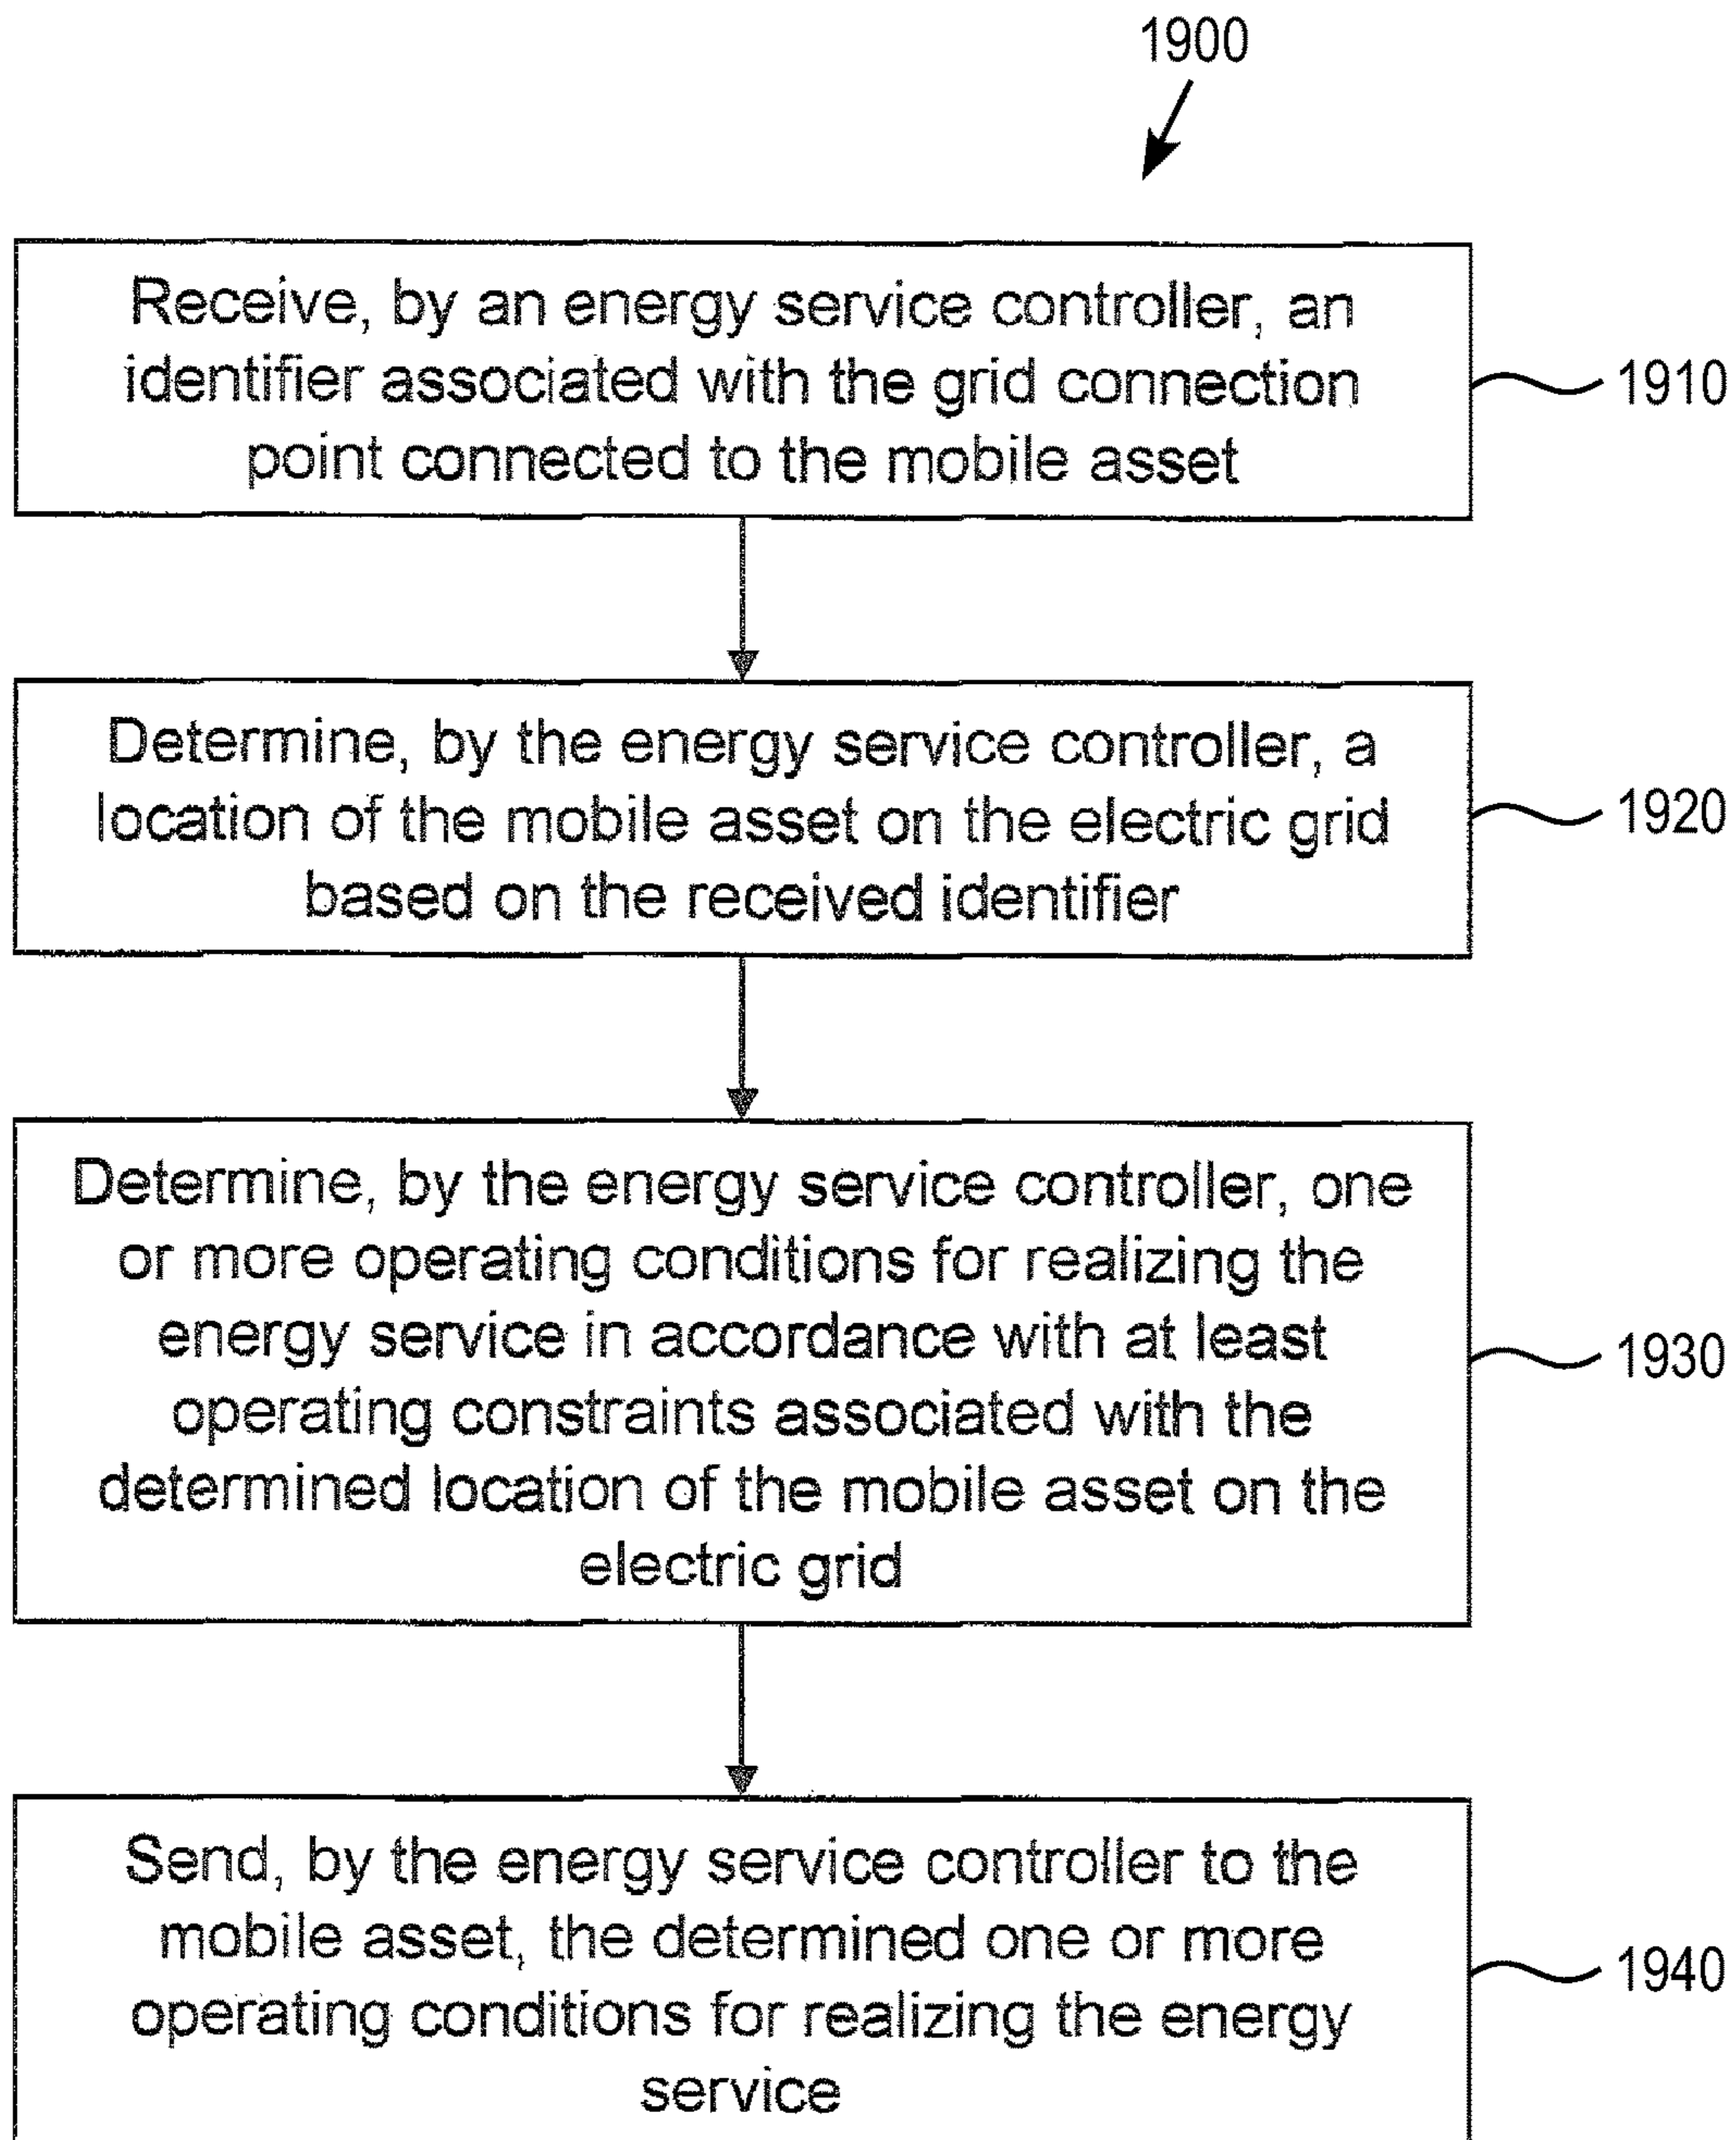 1900
Receive, by an energy service controller, an
identifier associated with the grid connection
point connected to the mobile asset
1910
Determine, by the energy service controller, a
location of the mobile asset on the electric grid
based on the received identifier
1920
Determine, by the energy service controller, one
or more operating conditions for realizing the
energy service in accordance with at least
operating constraints associated with the
determined location of the mobile asset on the
electric grid
1930
Send, by the energy service controller to the
mobile asset, the determined one or more
operating conditions for realizing the energy
service
1940